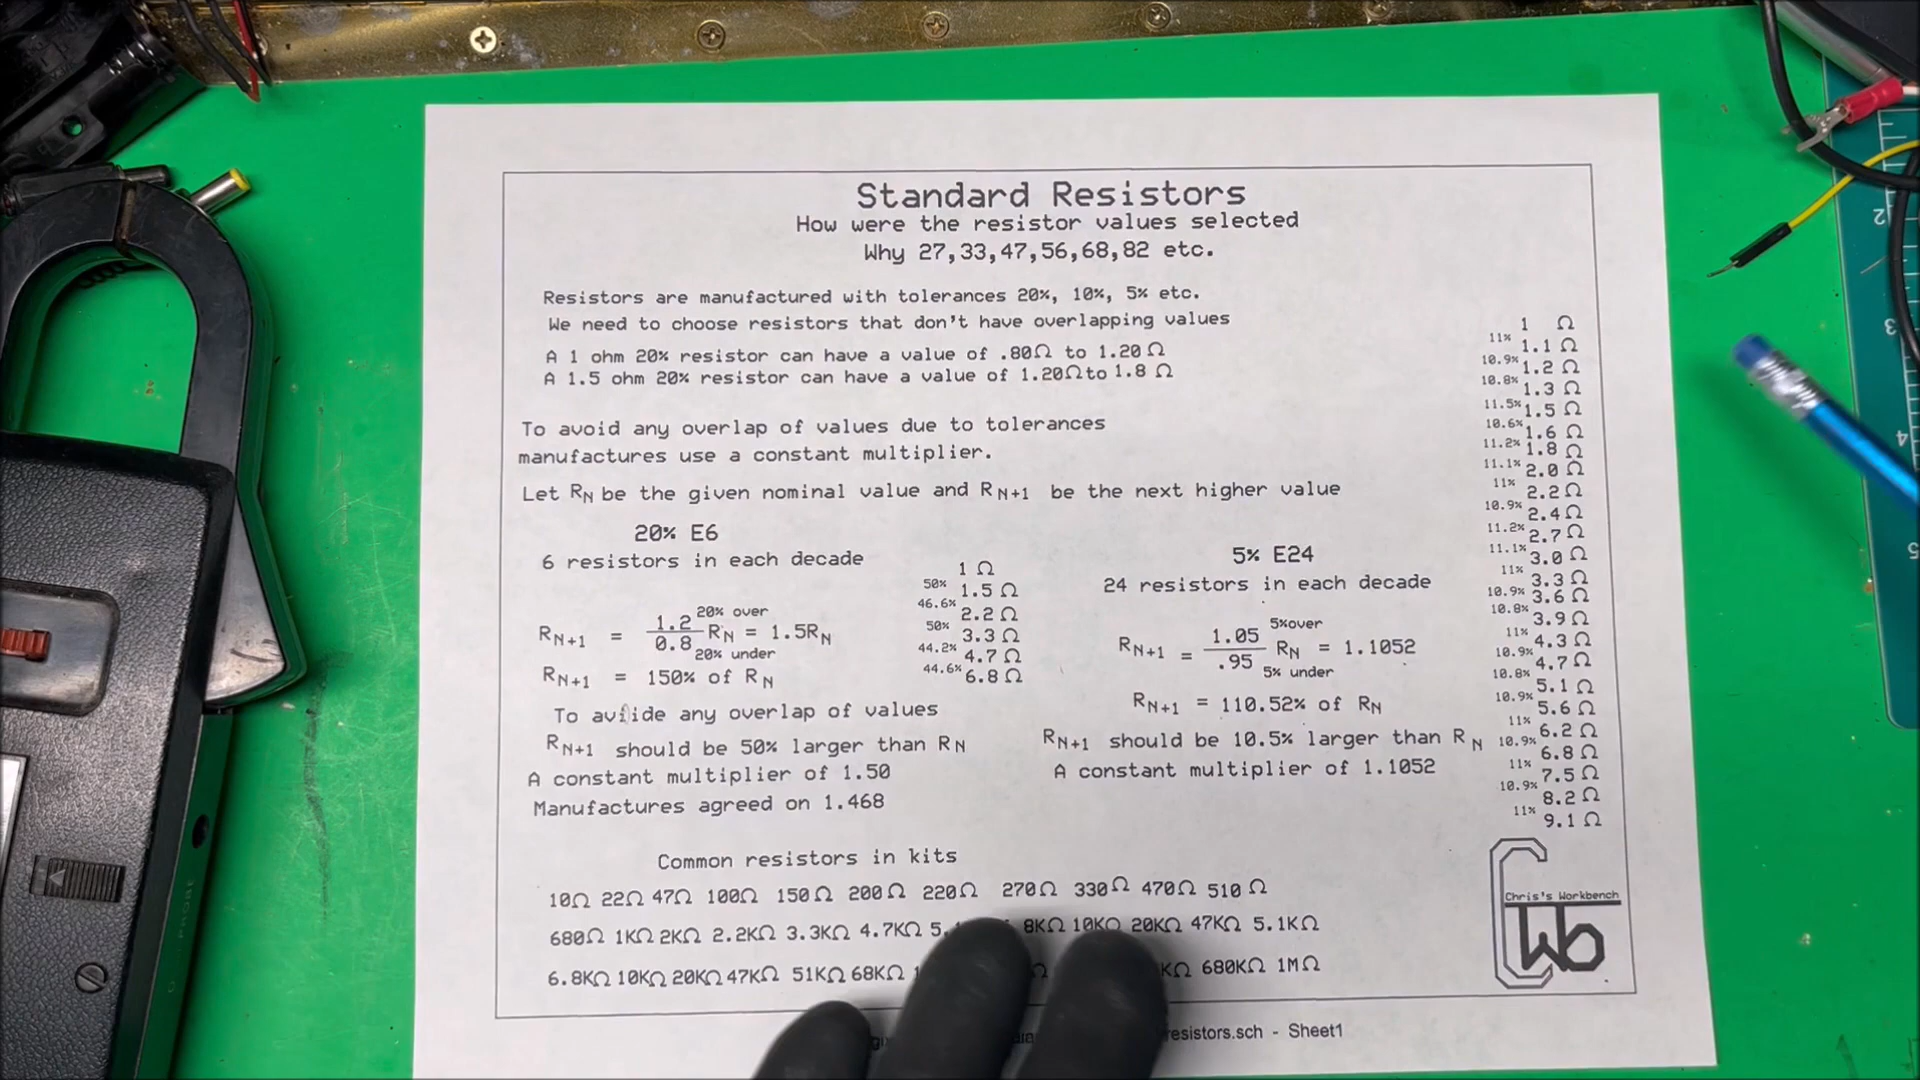 Standard Resistors
How were the resistor values selected
Why 27,33,47,56,68,82 etc.
Resistors are manufactured with tolerances 20%, 10%, 5% etc.
We need to choose resistors that don't have overlapping values
A 1 ohm 20% resistor can have a value of .80Ω to 1.20 Ω
A 1.5 ohm 20% resistor can have a value of 1.20Ω to 1.8 Ω
To avoid any overlap of values due to tolerances
manufactures use a constant multiplier.
Let RN be the given nominal value and RN+1 be the next higher value
20% E6
6 resistors in each decade
20% over
RN+1 = 1.2/0.8 RN = 1.5RN
20% under
RN+1 = 150% of RN
To aviide any overlap of values
RN+1 should be 50% larger than RN
A constant multiplier of 1.50
Manufactures agreed on 1.468
1 Ω
50%
1.5 Ω
46.6%
2.2 Ω
50%
3.3 Ω
44.2%
4.7 Ω
44.6%
6.8 Ω
5% E24
24 resistors in each decade
5%over
RN+1 = 1.05/.95 RN = 1.1052
5% under
RN+1 = 110.52% of RN
RN+1 should be 10.5% larger than RN
A constant multiplier of 1.1052
1 Ω
11%
1.1 Ω
10.9%
1.2 Ω
10.8%
1.3 Ω
11.5%
1.5 Ω
10.6%
1.6 Ω
11.2%
1.8 Ω
11.1%
2.0 Ω
11%
2.2 Ω
10.9%
2.4 Ω
11.2%
2.7 Ω
11.1%
3.0 Ω
11%
3.3 Ω
10.9%
3.6 Ω
10.8%
3.9 Ω
11%
4.3 Ω
10.9%
4.7 Ω
10.8%
5.1 Ω
10.9%
5.6 Ω
11%
6.2 Ω
10.9%
6.8 Ω
11%
7.5 Ω
10.9%
8.2 Ω
11%
9.1 Ω
Common resistors in kits
10Ω 22Ω 47Ω 100Ω 150Ω 200Ω 220Ω 270Ω 330Ω 470Ω 510 Ω
680Ω 1KΩ 2KΩ 2.2KΩ 3.3KΩ 4.7KΩ 5. 8KΩ 10KΩ 20KΩ 47KΩ 5.1KΩ
6.8KΩ 10KΩ 20KΩ 47KΩ 51KΩ 68KΩ 1 Ω KΩ 680KΩ 1MΩ
Chris's Workbench
CWb
resistors.sch - Sheet1
PROBE
2
3
4
5